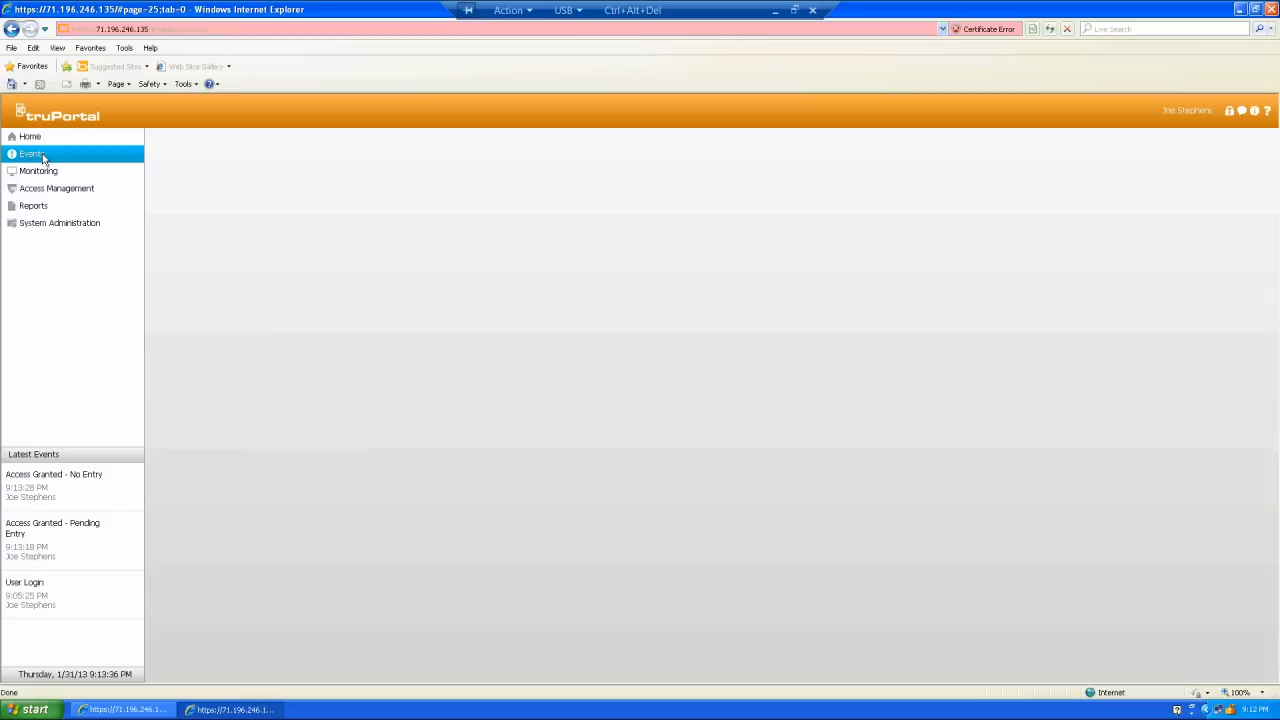 https://71.196.246.135/#page-25;tab-0 - Windows Internet Explorer
Action
USB
Ctrl+Alt+Del
71.196.246.135
Certificate Error
Live Search
File Edit View Favorites Tools Help
Favorites
Suggested Sites
Web Slice Gallery
Page
Safety
Tools
truPortal
Joe Stephens
Home
Events
Monitoring
Access Management
Reports
System Administration
Latest Events
Access Granted - No Entry
9:13:28 PM
Joe Stephens
Access Granted - Pending
Entry
9:13:18 PM
Joe Stephens
User Login
9:05:25 PM
Joe Stephens
Thursday, 1/31/13 9:13:36 PM
Done
Internet
100%
start
https://71.196.246.1...
https://71.196.246.1...
9:12 PM